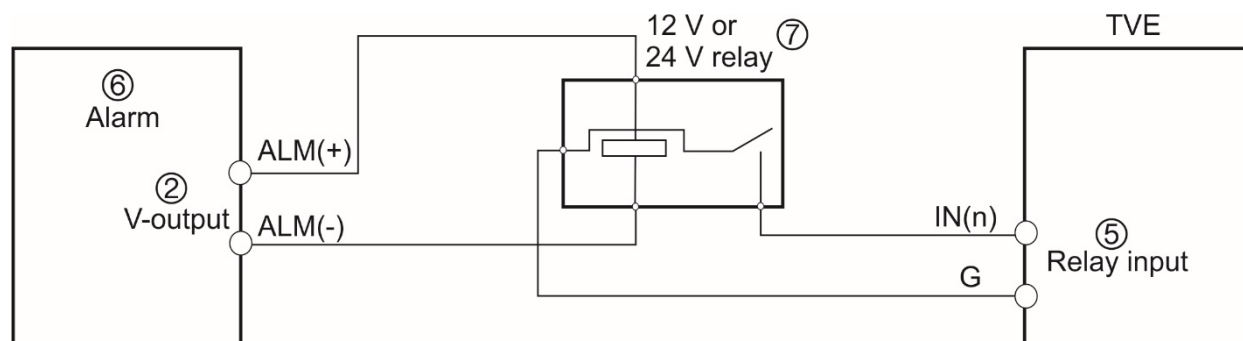 12 V or
24 V relay ⑦
TVE
⑥
Alarm
ALM(+)
②
V-output
ALM(-)
IN(n)
⑤
Relay input
G